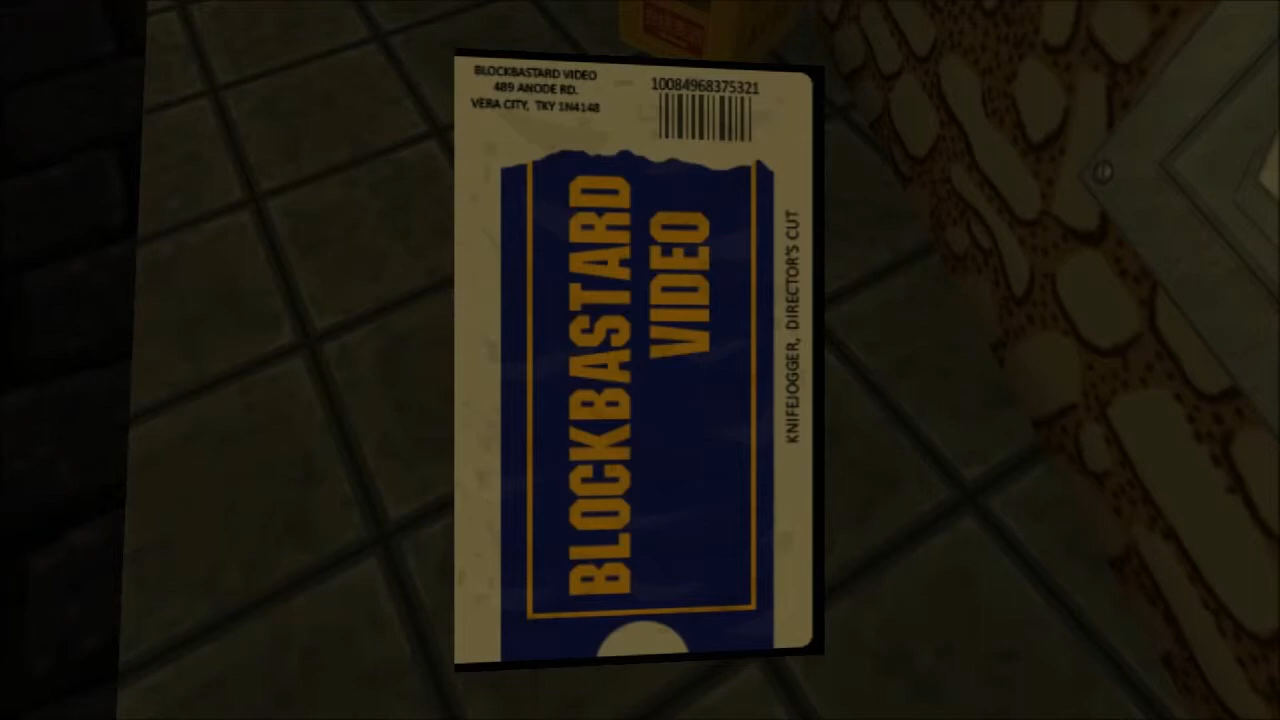 BLOCKBASTARD VIDEO
489 ANODE RD.
VERA CITY, TKY 1N4148
10084968375321
BLOCKBASTARD
VIDEO
KNIFEJOGGER, DIRECTOR'S CUT